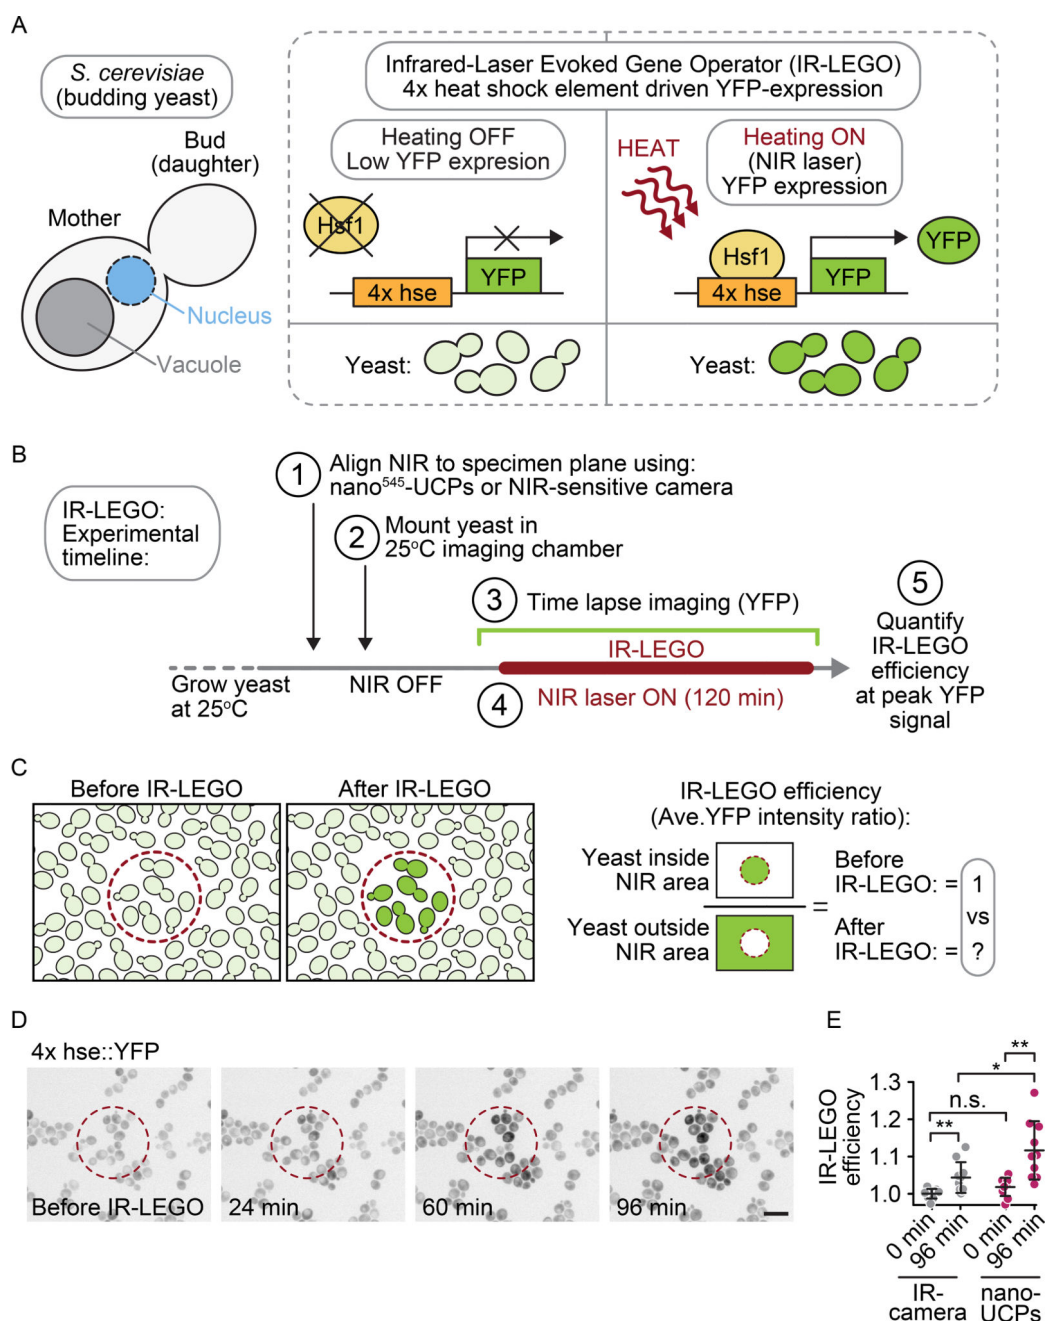 A
S. cerevisiae
(budding yeast)
Bud
(daughter)
Mother
Nucleus
Vacuole
Infrared-Laser Evoked Gene Operator (IR-LEGO)
4x heat shock element driven YFP-expression
Heating OFF
Low YFP expresion
Hsf1
4x hse
YFP
Yeast:
HEAT
Heating ON
(NIR laser)
YFP expression
Hsf1
4x hse
YFP
YFP
Yeast:
B
IR-LEGO:
Experimental
timeline:
1
Align NIR to specimen plane using:
nano⁵⁴⁵-UCPs or NIR-sensitive camera
2
Mount yeast in
25°C imaging chamber
3
Time lapse imaging (YFP)
IR-LEGO
Grow yeast
at 25°C
NIR OFF
4
NIR laser ON (120 min)
5
Quantify
IR-LEGO
efficiency
at peak YFP
signal
C
Before IR-LEGO
After IR-LEGO
IR-LEGO efficiency
(Ave.YFP intensity ratio):
Yeast inside
NIR area
Yeast outside
NIR area
=
Before
IR-LEGO: = 1
vs
After
IR-LEGO: = ?
D
4x hse::YFP
Before IR-LEGO
24 min
60 min
96 min
E
IR-LEGO
efficiency
1.3
1.2
1.1
1.0
**
n.s.
*
**
0 min
96 min
0 min
96 min
IR-
camera
nano-
UCPs